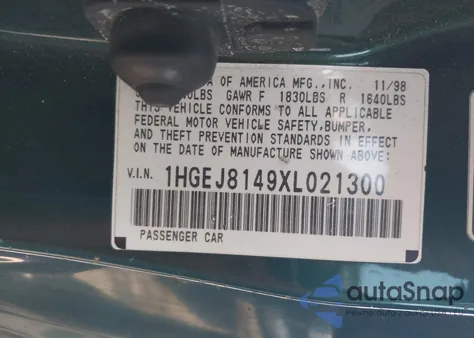 A OF AMERICA MFG., INC. 11/98
0LBS GAWR F 1830LBS R 1640LBS
THIS VEHICLE CONFORMS TO ALL APPLICABLE
FEDERAL MOTOR VEHICLE SAFETY, BUMPER,
AND THEFT PREVENTION STANDARDS IN EFFECT
ON THE DATE OF MANUFACTURE SHOWN ABOVE:
V.I.N. 1HGEJ8149XL021300
PASSENGER CAR
autoSnap